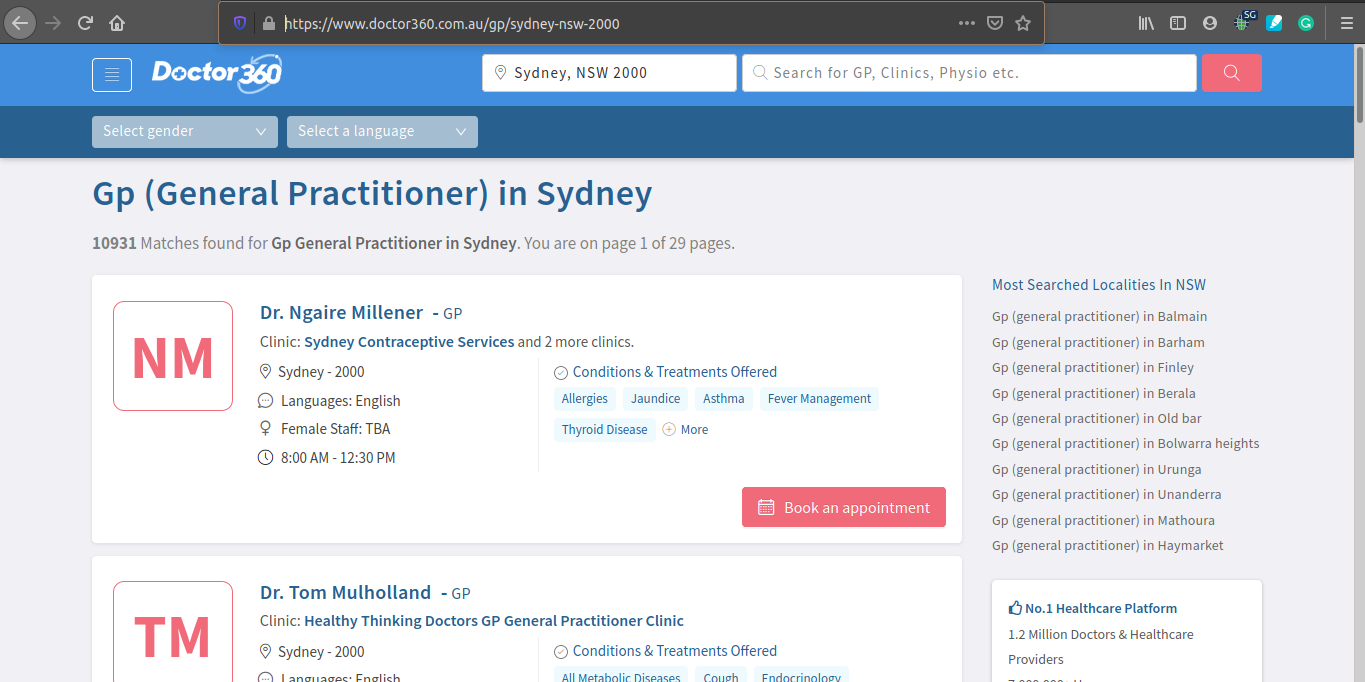 https://www.doctor360.com.au/gp/sydney-nsw-2000
SG
Doctor 360
Sydney, NSW 2000
Search for GP, Clinics, Physio etc.
Select gender
Select a language
Gp (General Practitioner) in Sydney
10931 Matches found for Gp General Practitioner in Sydney. You are on page 1 of 29 pages.
NM
Dr. Ngaire Millener - GP
Clinic: Sydney Contraceptive Services and 2 more clinics.
Sydney - 2000
Languages: English
Female Staff: TBA
8:00 AM - 12:30 PM
Conditions & Treatments Offered
Allergies Jaundice Asthma Fever Management
Thyroid Disease More
Book an appointment
TM
Dr. Tom Mulholland - GP
Clinic: Healthy Thinking Doctors GP General Practitioner Clinic
Sydney - 2000
Languages: English
Conditions & Treatments Offered
All Metabolic Diseases Cough Endocrinology
Most Searched Localities In NSW
Gp (general practitioner) in Balmain
Gp (general practitioner) in Barham
Gp (general practitioner) in Finley
Gp (general practitioner) in Berala
Gp (general practitioner) in Old bar
Gp (general practitioner) in Bolwarra heights
Gp (general practitioner) in Urunga
Gp (general practitioner) in Unanderra
Gp (general practitioner) in Mathoura
Gp (general practitioner) in Haymarket
No.1 Healthcare Platform
1.2 Million Doctors & Healthcare
Providers